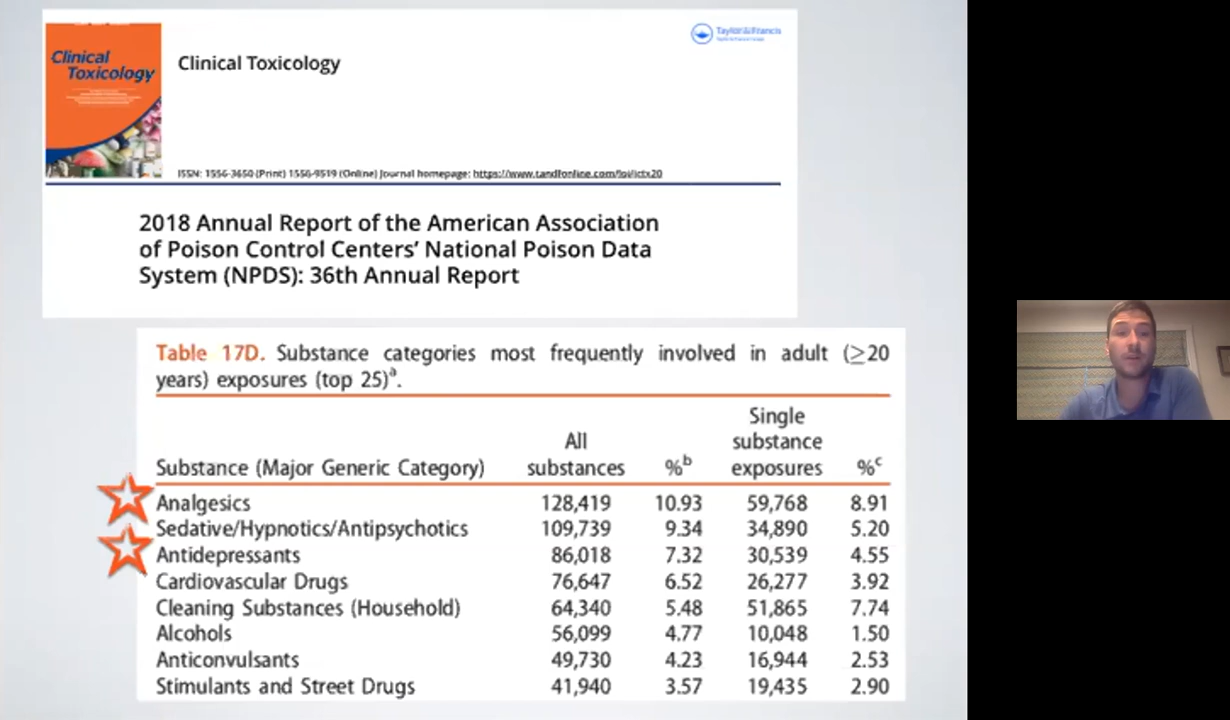 Clinical
Toxicology
Clinical Toxicology
Taylor & Francis
ISSN: 1556-3650 (Print) 1556-9519 (Online) Journal homepage: https://www.tandfonline.com/loi/ictx20
2018 Annual Report of the American Association
of Poison Control Centers’ National Poison Data
System (NPDS): 36th Annual Report
Table 17D. Substance categories most frequently involved in adult (≥20
years) exposures (top 25)a.
Substance (Major Generic Category) All substances %b Single substance exposures %c
Analgesics 128,419 10.93 59,768 8.91
Sedative/Hypnotics/Antipsychotics 109,739 9.34 34,890 5.20
Antidepressants 86,018 7.32 30,539 4.55
Cardiovascular Drugs 76,647 6.52 26,277 3.92
Cleaning Substances (Household) 64,340 5.48 51,865 7.74
Alcohols 56,099 4.77 10,048 1.50
Anticonvulsants 49,730 4.23 16,944 2.53
Stimulants and Street Drugs 41,940 3.57 19,435 2.90